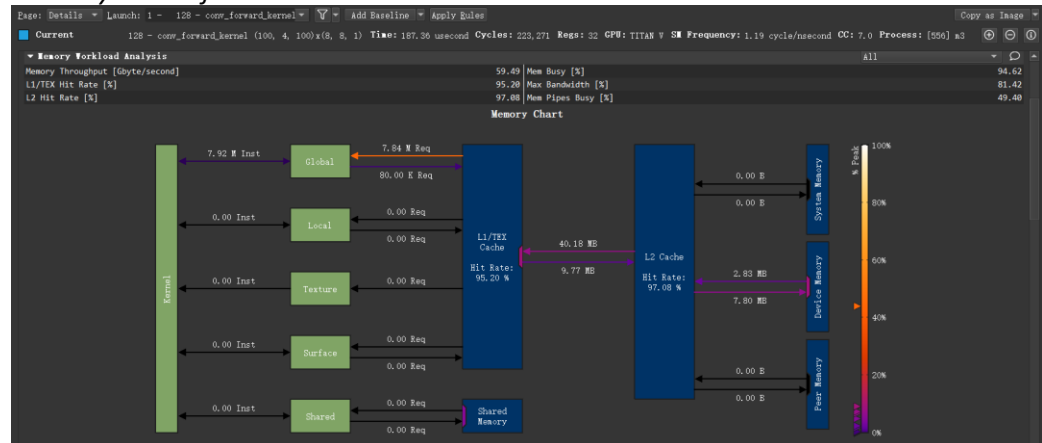 Page: Details Launch: 1 - 128 - conv_forward_kernel Add Baseline Apply Rules Copy as Image
Current 128 - conv_forward_kernel (100, 4, 100)x(8, 8, 1) Time: 187.36 usecond Cycles: 223,271 Regs: 32 GPU: TITAN V SM Frequency: 1.19 cycle/nsecond CC: 7.0 Process: [556] m3
Memory Workload Analysis All
Memory Throughput [Gbyte/second] 59.49 Mem Busy [%] 94.62
L1/TEX Hit Rate [%] 95.20 Max Bandwidth [%] 81.42
L2 Hit Rate [%] 97.08 Mem Pipes Busy [%] 49.40
Memory Chart
Kernel
7.92 M Inst
Global
7.84 M Req
80.00 K Req
0.00 Inst
Local
0.00 Req
0.00 Req
0.00 Inst
Texture
0.00 Req
0.00 Inst
Surface
0.00 Req
0.00 Req
0.00 Inst
Shared
0.00 Req
0.00 Req
L1/TEX
Cache
Hit Rate:
95.20 %
Shared
Memory
40.18 MB
9.77 MB
L2 Cache
Hit Rate:
97.08 %
0.00 B
0.00 B
System Memory
2.83 MB
7.80 MB
Device Memory
0.00 B
0.00 B
Peer Memory
% Peak
100%
80%
60%
40%
20%
0%